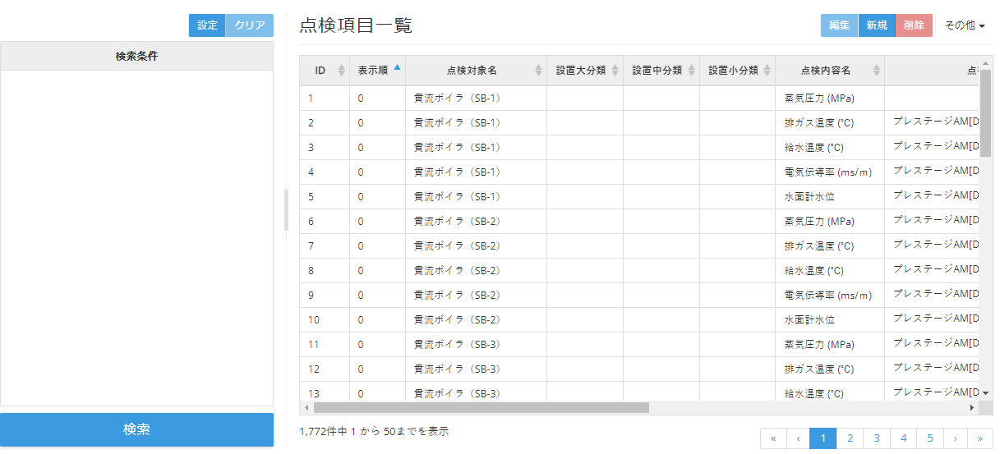 設定 クリア
検索条件
検索
点検項目一覧
編集 新規 削除 その他
ID 表示順 点検対象名 設置大分類 設置中分類 設置小分類 点検内容名
1 0 貫流ボイラ（SB-1） 蒸気圧力 (MPa)
2 0 貫流ボイラ（SB-1） 排ガス温度 (℃) プレステージAM[D
3 0 貫流ボイラ（SB-1） 給水温度 (℃) プレステージAM[D
4 0 貫流ボイラ（SB-1） 電気伝導率 (ms/m) プレステージAM[D
5 0 貫流ボイラ（SB-1） 水面計水位 プレステージAM[D
6 0 貫流ボイラ（SB-2） 蒸気圧力 (MPa) プレステージAM[D
7 0 貫流ボイラ（SB-2） 排ガス温度 (℃) プレステージAM[D
8 0 貫流ボイラ（SB-2） 給水温度 (℃) プレステージAM[D
9 0 貫流ボイラ（SB-2） 電気伝導率 (ms/m) プレステージAM[D
10 0 貫流ボイラ（SB-2） 水面計水位 プレステージAM[D
11 0 貫流ボイラ（SB-3） 蒸気圧力 (MPa) プレステージAM[D
12 0 貫流ボイラ（SB-3） 排ガス温度 (℃) プレステージAM[D
13 0 貫流ボイラ（SB-3） 給水温度 (℃) プレステージAM[D
1,772件中 1 から 50までを表示
« ‹ 1 2 3 4 5 › »